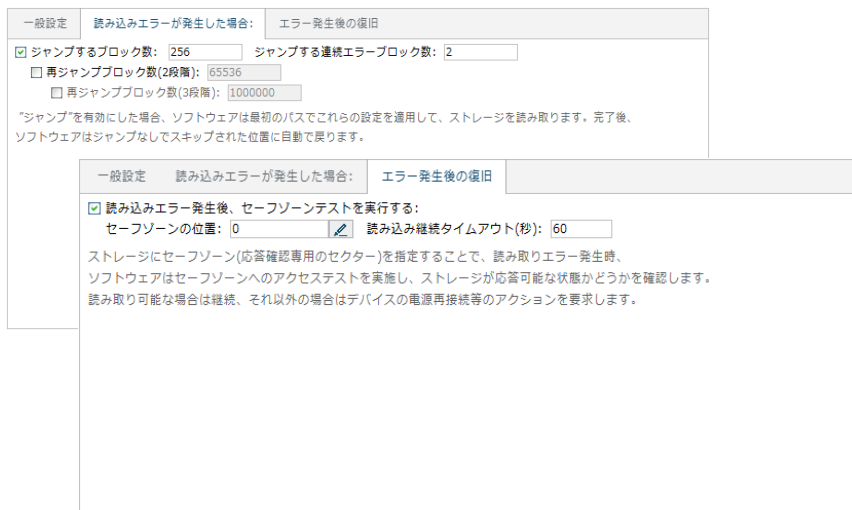 一般設定 読み込みエラーが発生した場合: エラー発生後の復旧
ジャンプするブロック数: 256 ジャンプする連続エラーブロック数: 2
再ジャンプブロック数(2段階): 65536
再ジャンプブロック数(3段階): 1000000
"ジャンプ"を有効にした場合、ソフトウェアは最初のパスでこれらの設定を適用して、ストレージを読み取ります。完了後、
ソフトウェアはジャンプなしでスキップされた位置に自動で戻ります。
一般設定 読み込みエラーが発生した場合: エラー発生後の復旧
読み込みエラー発生後、セーフゾーンテストを実行する:
セーフゾーンの位置: 0 読み込み継続タイムアウト(秒): 60
ストレージにセーフゾーン(応答確認専用のセクター)を指定することで、読み取りエラー発生時、
ソフトウェアはセーフゾーンへのアクセステストを実施し、ストレージが応答可能な状態かどうかを確認します。
読み取り可能な場合は継続、それ以外の場合はデバイスの電源再接続等のアクションを要求します。